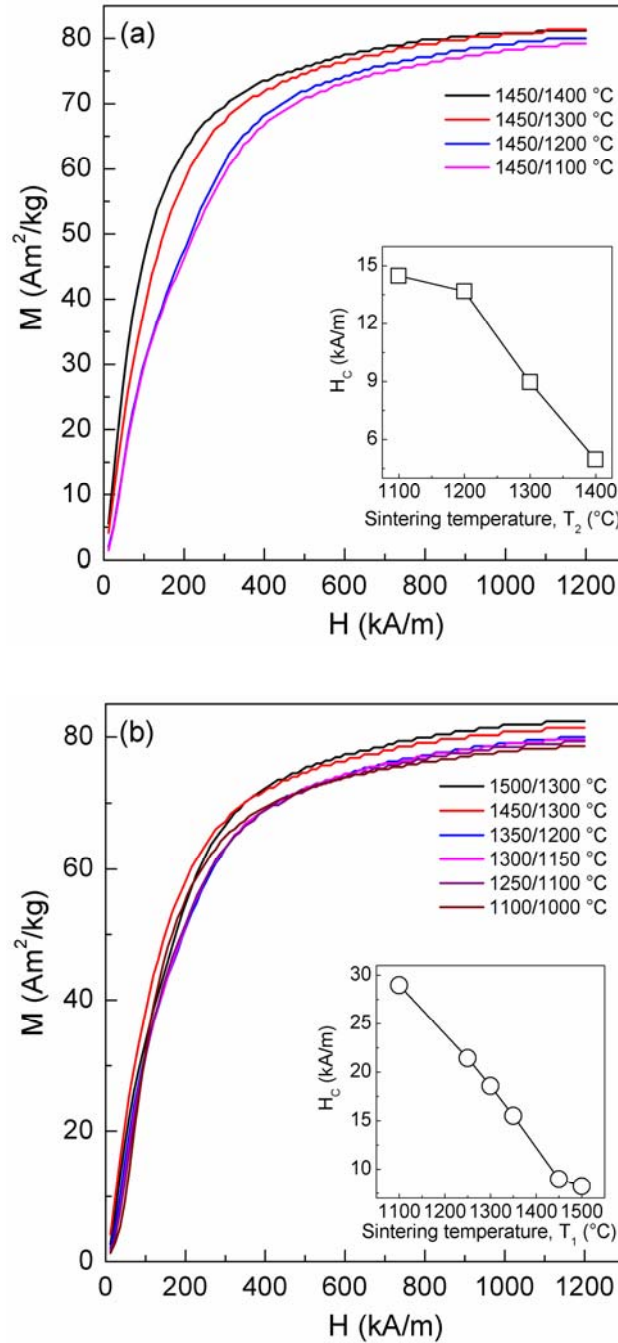 (a)
80
70
60
50
40
30
20
10
0
M (Am²/kg)
1450/1400 °C
1450/1300 °C
1450/1200 °C
1450/1100 °C
15
12
9
6
H_C (kA/m)
1100 1200 1300 1400
Sintering temperature, T₂ (°C)
0 200 400 600 800 1000 1200
H (kA/m)
(b)
80
60
40
20
0
M (Am²/kg)
1500/1300 °C
1450/1300 °C
1350/1200 °C
1300/1150 °C
1250/1100 °C
1100/1000 °C
30
25
20
15
10
H_C (kA/m)
1100 1200 1300 1400 1500
Sintering temperature, T₁ (°C)
0 200 400 600 800 1000 1200
H (kA/m)